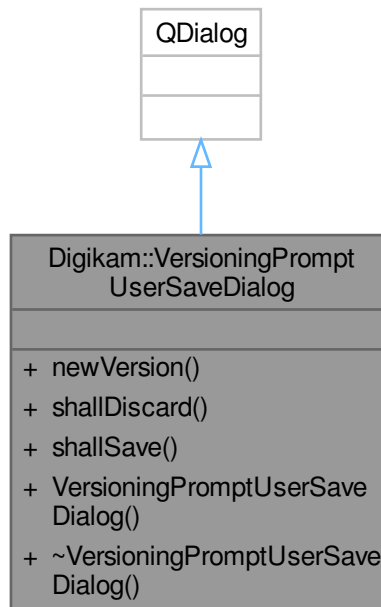 QDialog
Digikam::VersioningPrompt
UserSaveDialog
+ newVersion()
+ shallDiscard()
+ shallSave()
+ VersioningPromptUserSave
Dialog()
+ ~VersioningPromptUserSave
Dialog()